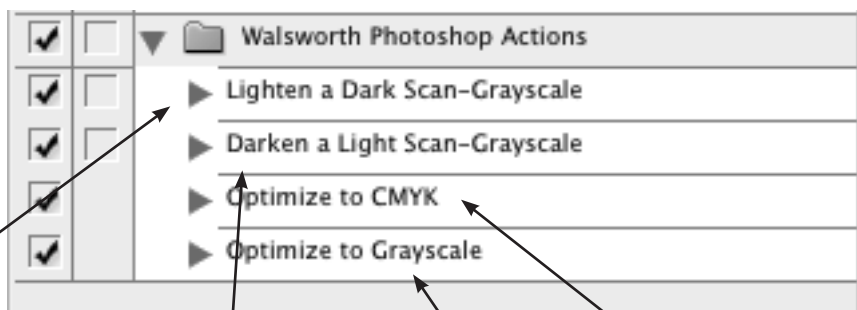 Walsworth Photoshop Actions
Lighten a Dark Scan–Grayscale
Darken a Light Scan–Grayscale
Optimize to CMYK
Optimize to Grayscale